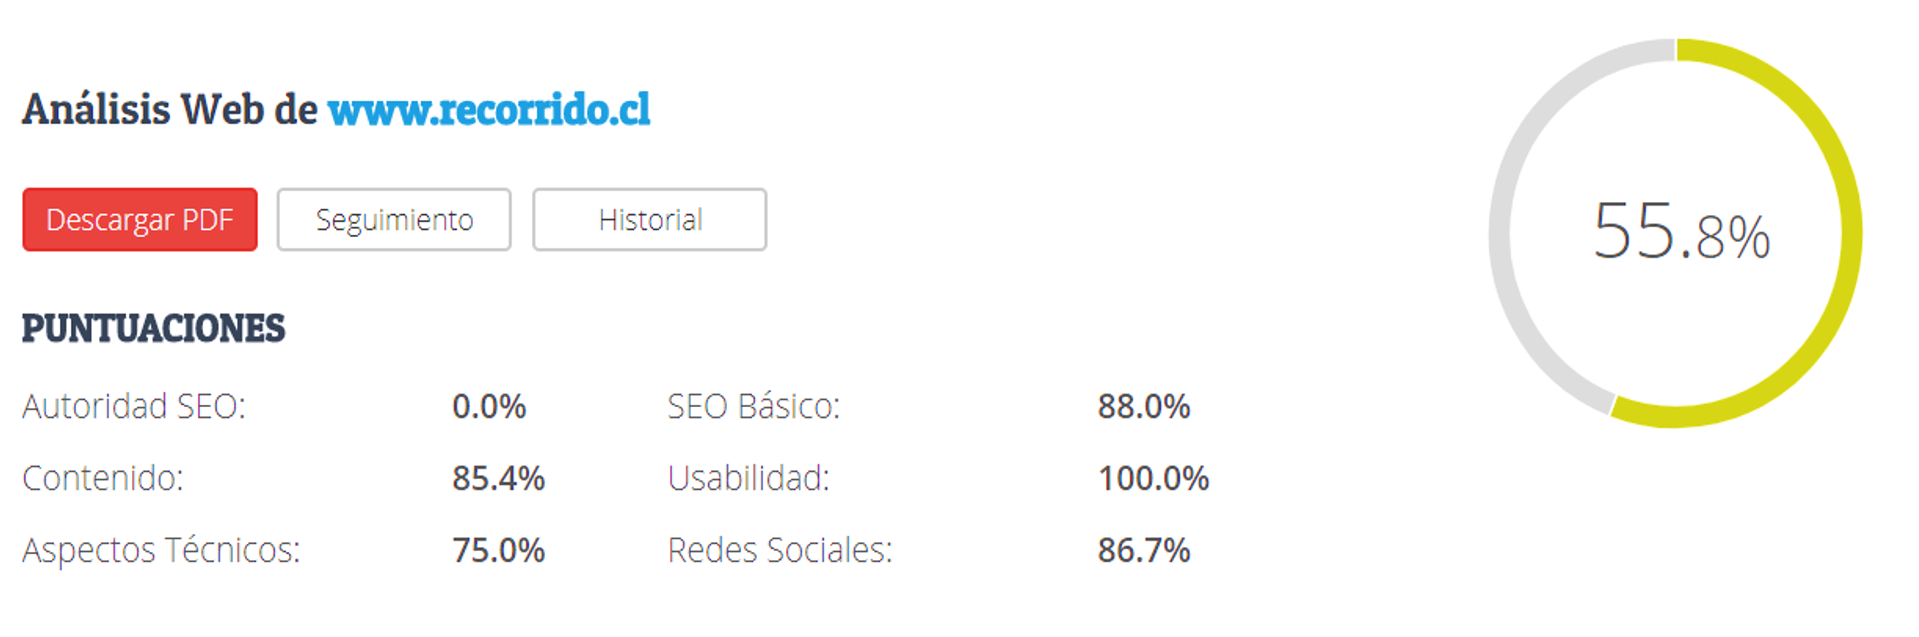 Análisis Web de www.recorrido.cl
Descargar PDF Seguimiento Historial
55.8%
PUNTUACIONES
Autoridad SEO: 0.0% SEO Básico: 88.0%
Contenido: 85.4% Usabilidad: 100.0%
Aspectos Técnicos: 75.0% Redes Sociales: 86.7%